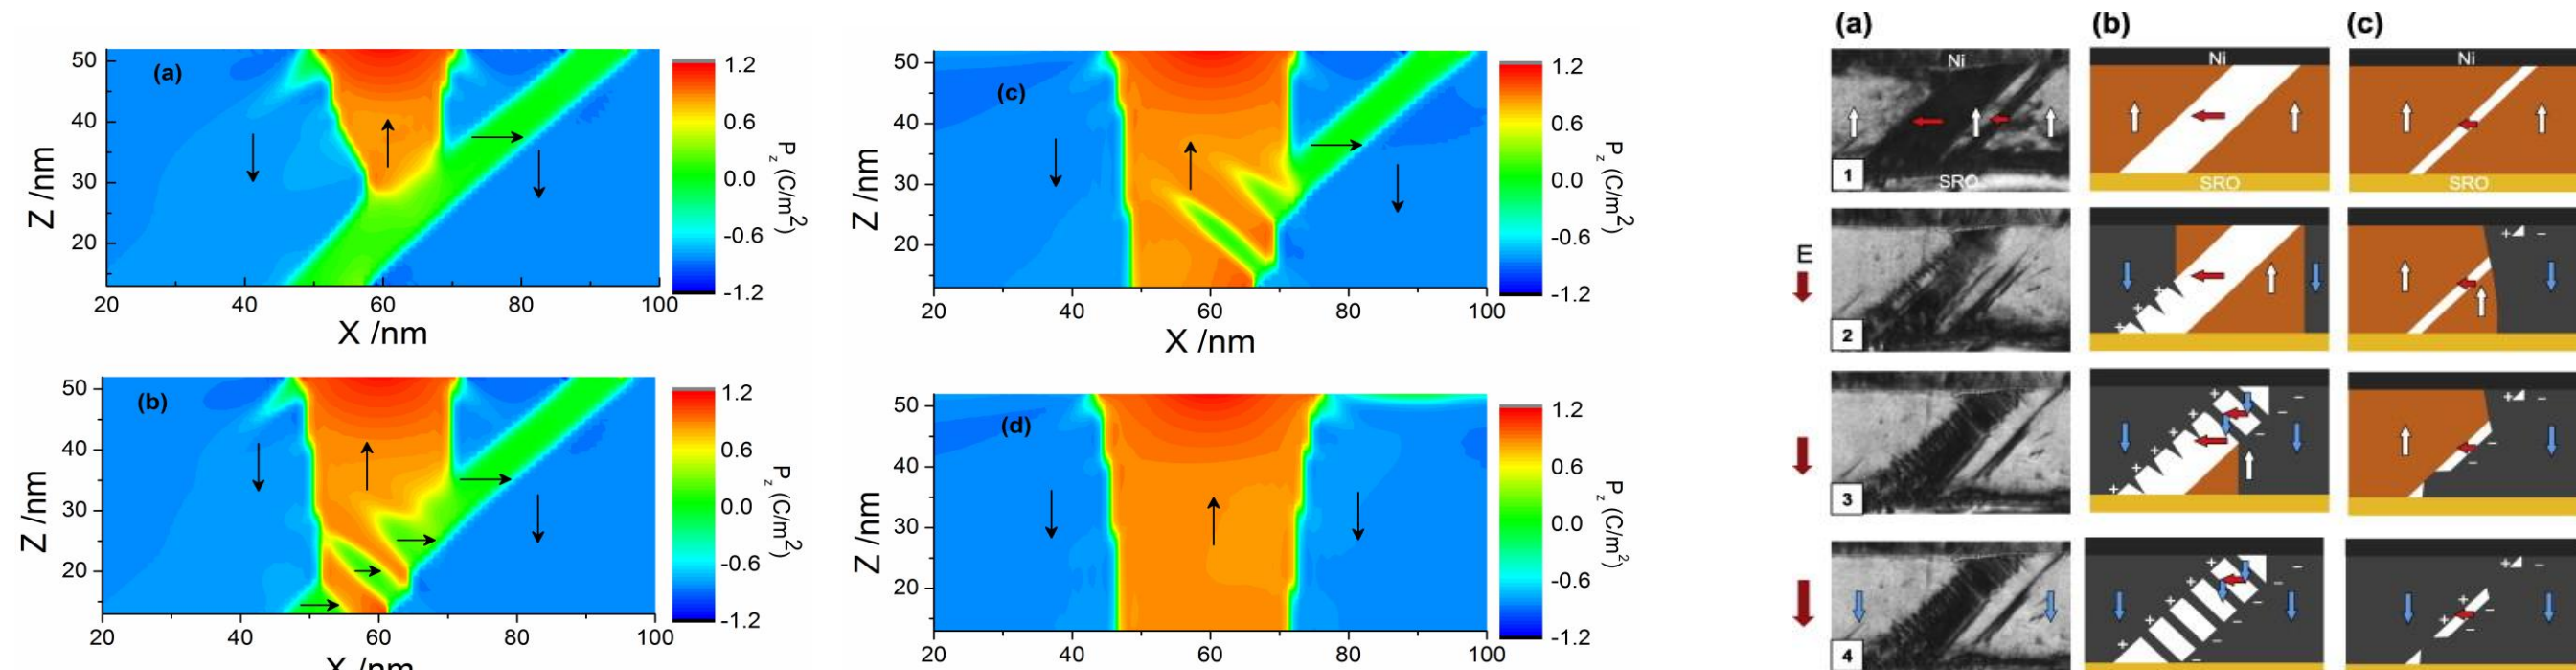 (a)
50
40
30
20
Z /nm
20
40
60
80
100
X /nm
1.2
0.6
0.0
-0.6
-1.2
P_z (C/m²)
(c)
50
40
30
20
Z /nm
20
40
60
80
100
X /nm
1.2
0.6
0.0
-0.6
-1.2
P_z (C/m²)
(b)
50
40
30
20
Z /nm
20
40
60
80
100
X /nm
1.2
0.6
0.0
-0.6
-1.2
P_z (C/m²)
(d)
50
40
30
20
Z /nm
20
40
60
80
100
1.2
0.6
0.0
-0.6
-1.2
P_z (C/m²)
(a) (b) (c)
Ni Ni Ni
1 SRO SRO SRO
E
2
+ + + +
+ −
3
+ + + + + + − − − −
+ − − −
4
+ + + + + + − − − − − −
+ − + + − −